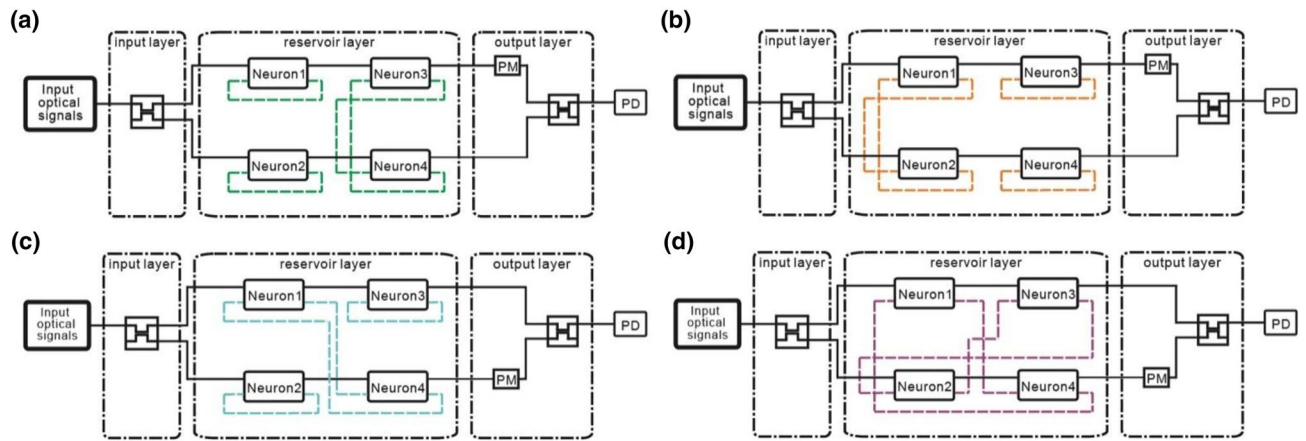 (a)
input layer
reservoir layer
output layer
Input
optical
signals
Neuron1
Neuron3
PM
PD
Neuron2
Neuron4
(b)
input layer
reservoir layer
output layer
Input
optical
signals
Neuron1
Neuron3
PM
PD
Neuron2
Neuron4
(c)
input layer
reservoir layer
output layer
Input
optical
signals
Neuron1
Neuron3
PD
Neuron2
Neuron4
PM
(d)
input layer
reservoir layer
output layer
Input
optical
signals
Neuron1
Neuron3
PD
Neuron2
Neuron4
PM